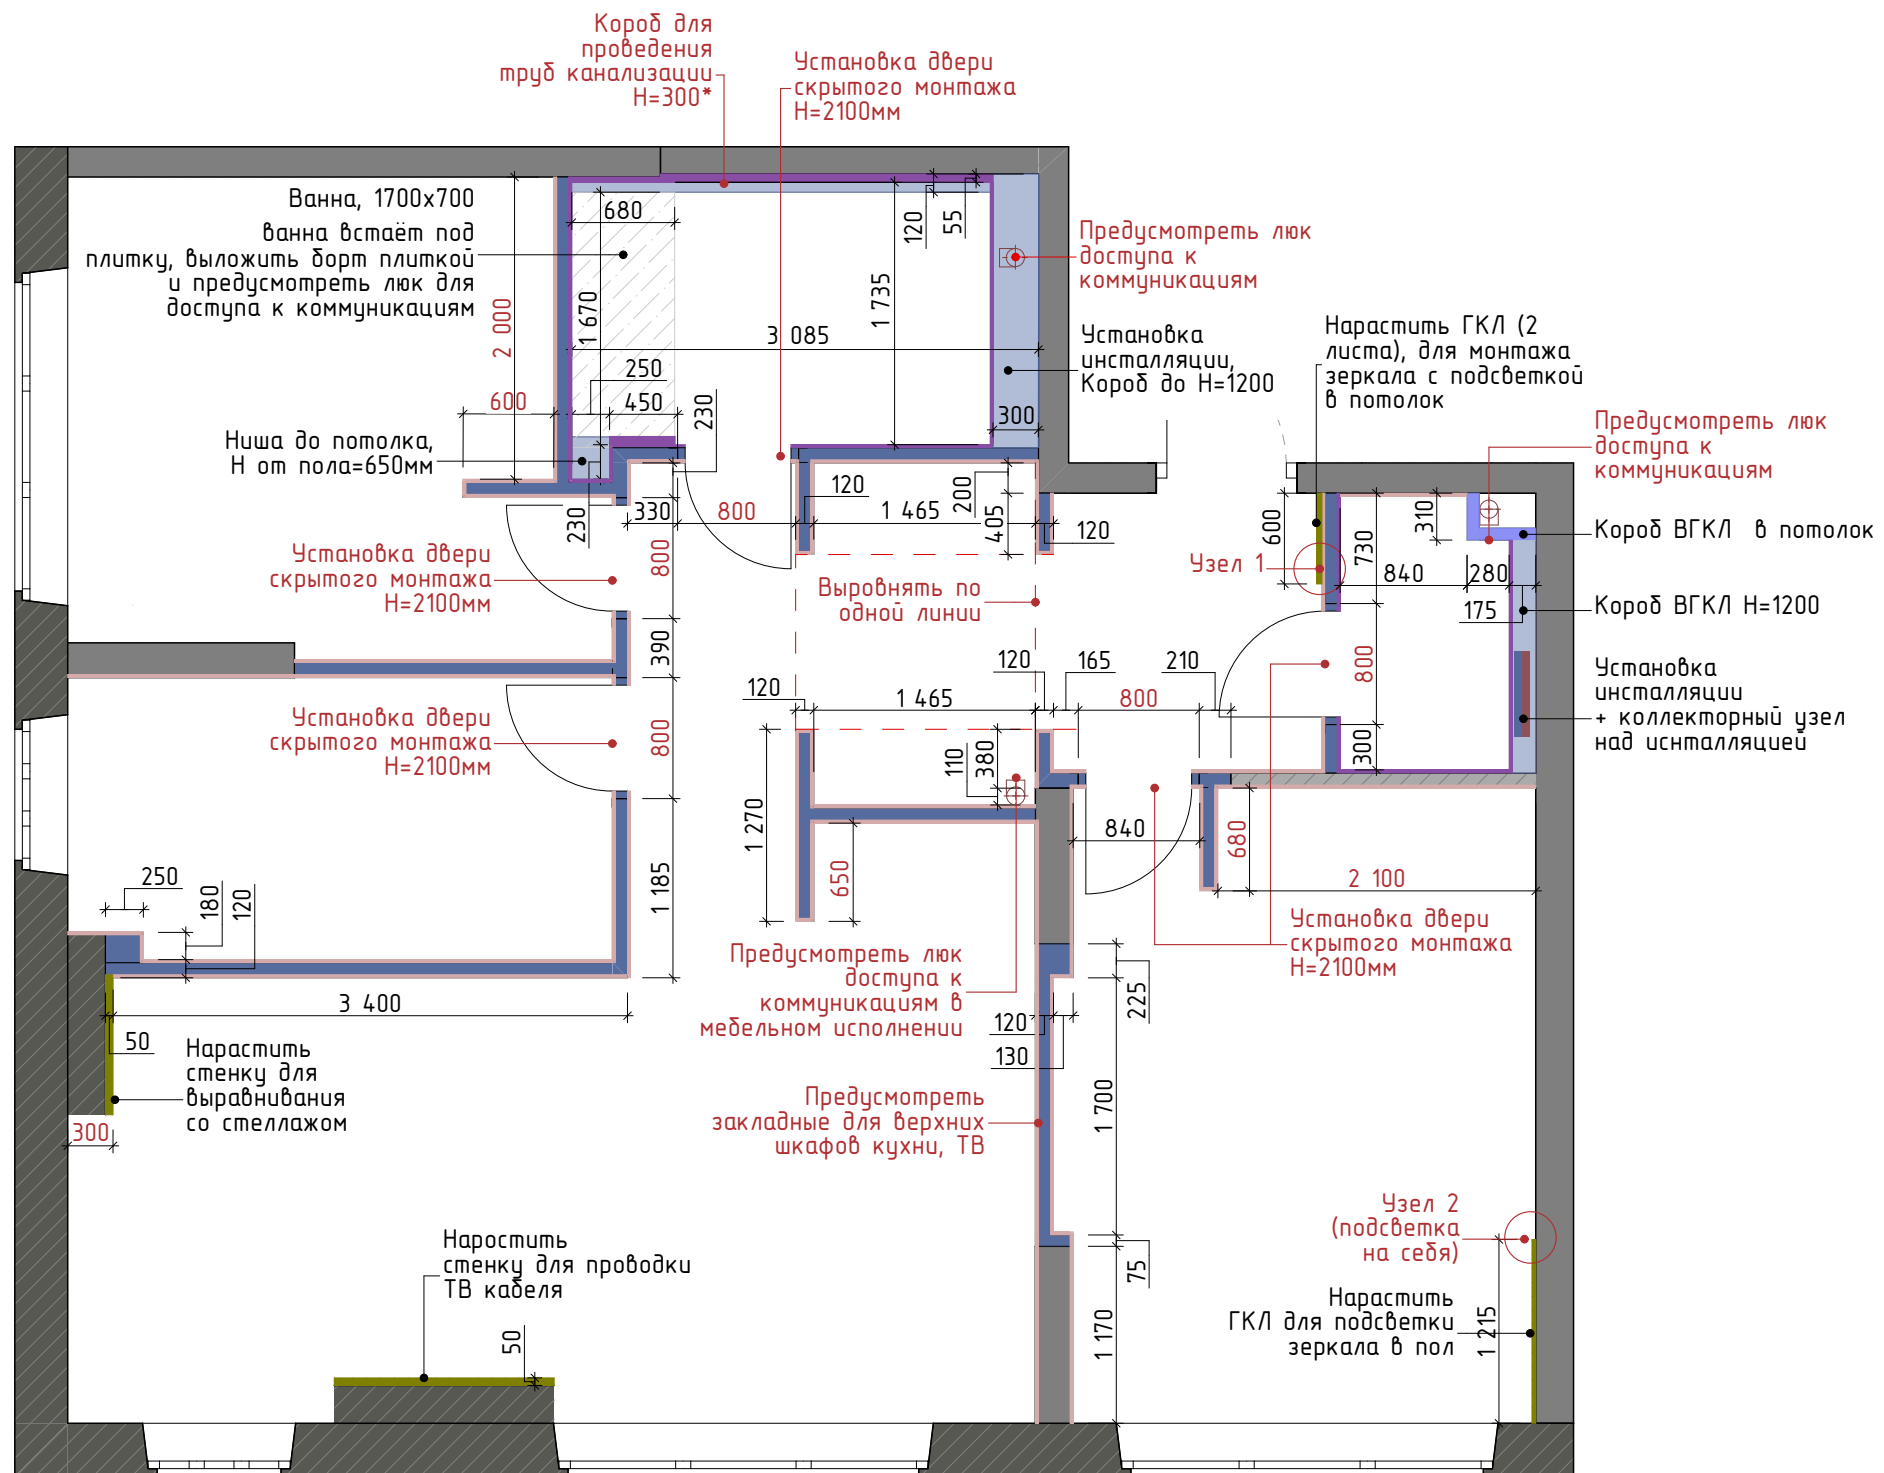 Короб для
проведения
труб канализации
Н=300*
Установка двери
скрытого монтажа
Н=2100мм
Ванна, 1700х700
ванна встаёт под
плитку, выложить борт плиткой
и предусмотреть люк для
доступа к коммуникациям
2 000
680
1 670
3 085
1 735
120
55
250
450
600
230
300
Предусмотреть люк
доступа к
коммуникациям
Установка
инсталляции,
Короб до Н=1200
Нарастить ГКЛ (2
листа), для монтажа
зеркала с подсветкой
в потолок
Предусмотреть люк
доступа к
коммуникациям
Ниша до потолка,
Н от пола=650мм
230
330
800
120
1 465
200
405
120
600
730
310
Короб ВГКЛ в потолок
Установка двери
скрытого монтажа
Н=2100мм
800
Выровнять по
одной линии
Узел 1
840
280
175
Короб ВГКЛ Н=1200
390
120
1 465
120
165
800
210
800
300
Установка
инсталляции
+ коллекторный узел
над иснталляцией
Установка двери
скрытого монтажа
Н=2100мм
800
110
380
1 270
650
840
680
2 100
250
180
120
1 185
Установка двери
скрытого монтажа
Н=2100мм
Предусмотреть люк
доступа к
коммуникациям в
мебельном исполнении
225
120
130
3 400
50
300
Нарастить
стенку для
выравнивания
со стеллажом
Предусмотреть
закладные для верхних
шкафов кухни, ТВ
1 700
75
1 170
Узел 2
(подсветка
на себя)
Нарастить
ГКЛ для подсветки
зеркала в пол
1 215
Наростить
стенку для проводки
ТВ кабеля
50